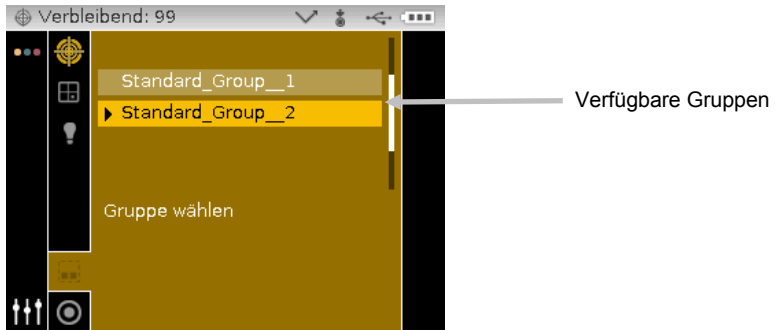 Verbleibend: 99
Standard_Group__1
Standard_Group__2
Verfügbare Gruppen
Gruppe wählen